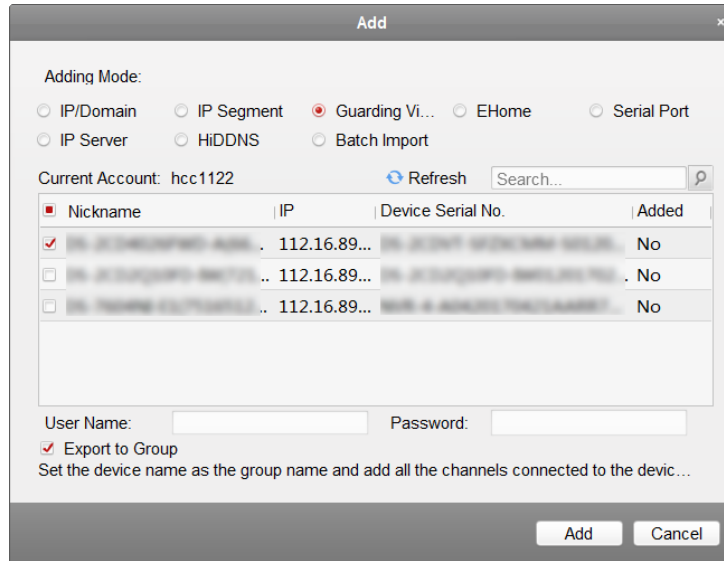 Add
×
Adding Mode:
IP/Domain IP Segment Guarding Vi... EHome Serial Port
IP Server HiDDNS Batch Import
Current Account: hcc1122 Refresh Search...
Nickname IP Device Serial No. Added
112.16.89... No
112.16.89... No
112.16.89... No
User Name: Password:
Export to Group
Set the device name as the group name and add all the channels connected to the devic...
Add Cancel